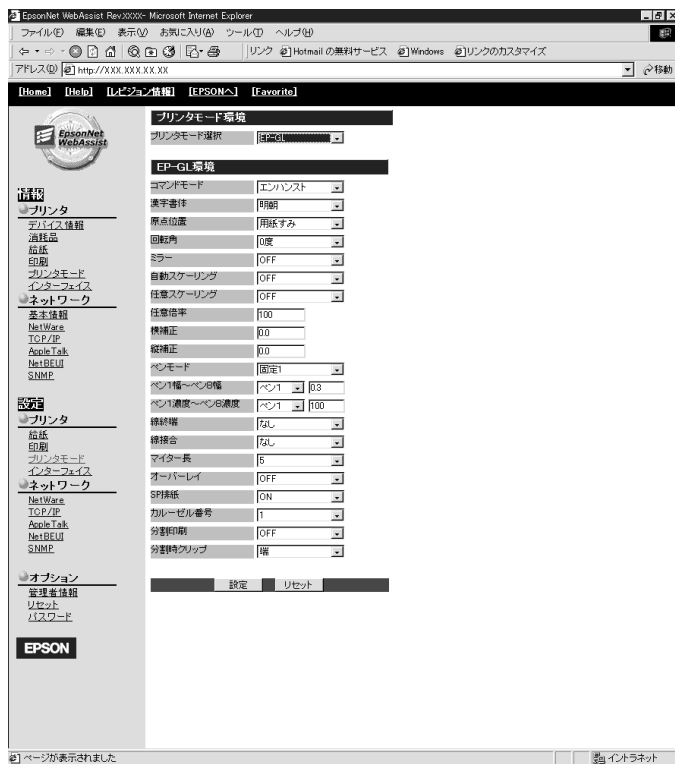 EpsonNet WebAssist Rev.XXXX- Microsoft Internet Explorer
ファイル(F) 編集(E) 表示(V) お気に入り(A) ツール(T) ヘルプ(H)
リンク Hotmail の無料サービス Windows リンクのカスタマイズ
アドレス(D) http://XXX.XXX.XX.XX 移動
[Home] [Help] [レビジョン情報] [EPSONへ] [Favorite]
EpsonNet
WebAssist
情報
プリンタ
デバイス情報
消耗品
給紙
印刷
プリンタモード
インターフェイス
ネットワーク
基本情報
NetWare
TCP/IP
AppleTalk
NetBEUI
SNMP
設定
プリンタ
給紙
印刷
プリンタモード
インターフェイス
ネットワーク
NetWare
TCP/IP
AppleTalk
NetBEUI
SNMP
オプション
管理者情報
リセット
パスワード
EPSON
プリンタモード環境
プリンタモード選択 EP-GL
EP-GL環境
コマンドモード エンハンスト
漢字書体 明朝
原点位置 用紙すみ
回転角 0度
ミラー OFF
自動スケーリング OFF
任意スケーリング OFF
任意倍率 100
横補正 0.0
縦補正 0.0
ペンモード 固定1
ペン1幅～ペン8幅 ペン1 0.3
ペン1濃度～ペン8濃度 ペン1 100
線終端 なし
線接合 なし
マイター長 5
オーバーレイ OFF
SP排紙 ON
カルーゼル番号 1
分割印刷 OFF
分割時クリップ 端
設定 リセット
ページが表示されました イントラネット